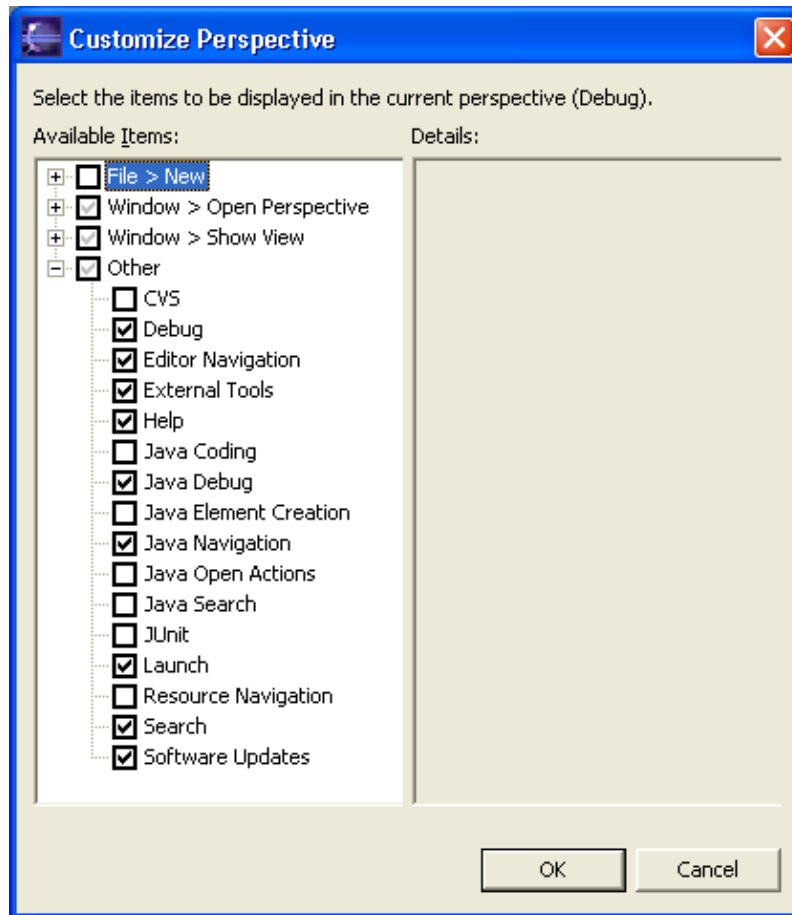 Customize Perspective
Select the items to be displayed in the current perspective (Debug).
Available Items:
Details:
File > New
Window > Open Perspective
Window > Show View
Other
CVS
Debug
Editor Navigation
External Tools
Help
Java Coding
Java Debug
Java Element Creation
Java Navigation
Java Open Actions
Java Search
JUnit
Launch
Resource Navigation
Search
Software Updates
OK
Cancel